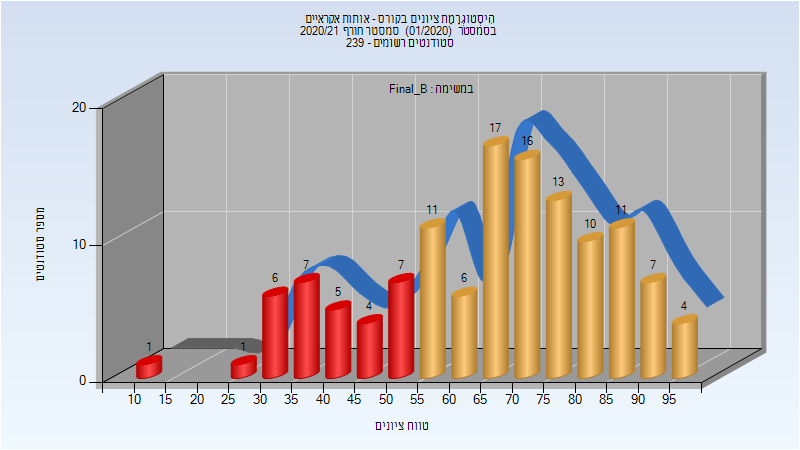 היסטוגרמת ציונים בקורס - אותות אקראיים
בסמסטר (01/2020) סמסטר חורף 2020/21
סטודנטים רשומים - 239
במשימה : Final_B
מספר סטודנטים
20
10
0
1
1
6
7
5
4
7
11
6
17
16
13
10
11
7
4
10 15 20 25 30 35 40 45 50 55 60 65 70 75 80 85 90 95
טווח ציונים